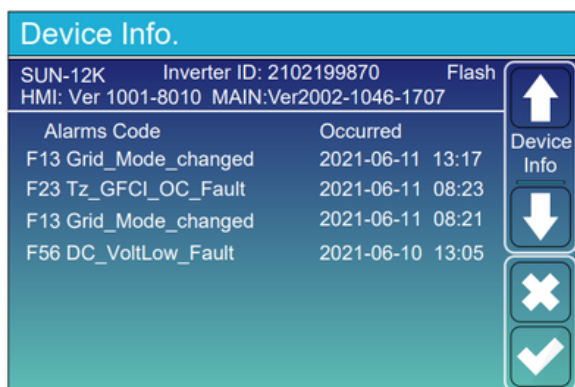 Device Info.
SUN-12K Inverter ID: 2102199870 Flash
HMI: Ver 1001-8010 MAIN:Ver2002-1046-1707
Alarms Code Occurred
F13 Grid_Mode_changed 2021-06-11 13:17
F23 Tz_GFCI_OC_Fault 2021-06-11 08:23
F13 Grid_Mode_changed 2021-06-11 08:21
F56 DC_VoltLow_Fault 2021-06-10 13:05
Device
Info